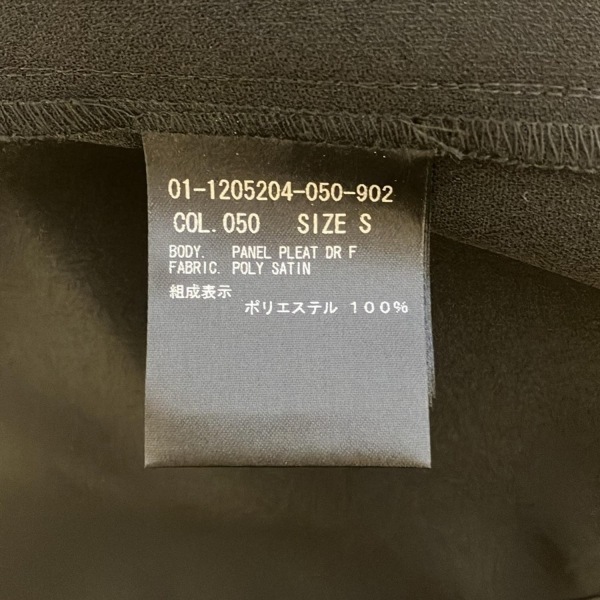 01-1205204-050-902
COL.050 SIZE S
BODY. PANEL PLEAT DR F
FABRIC. POLY SATIN
組成表示
ポリエステル １００％